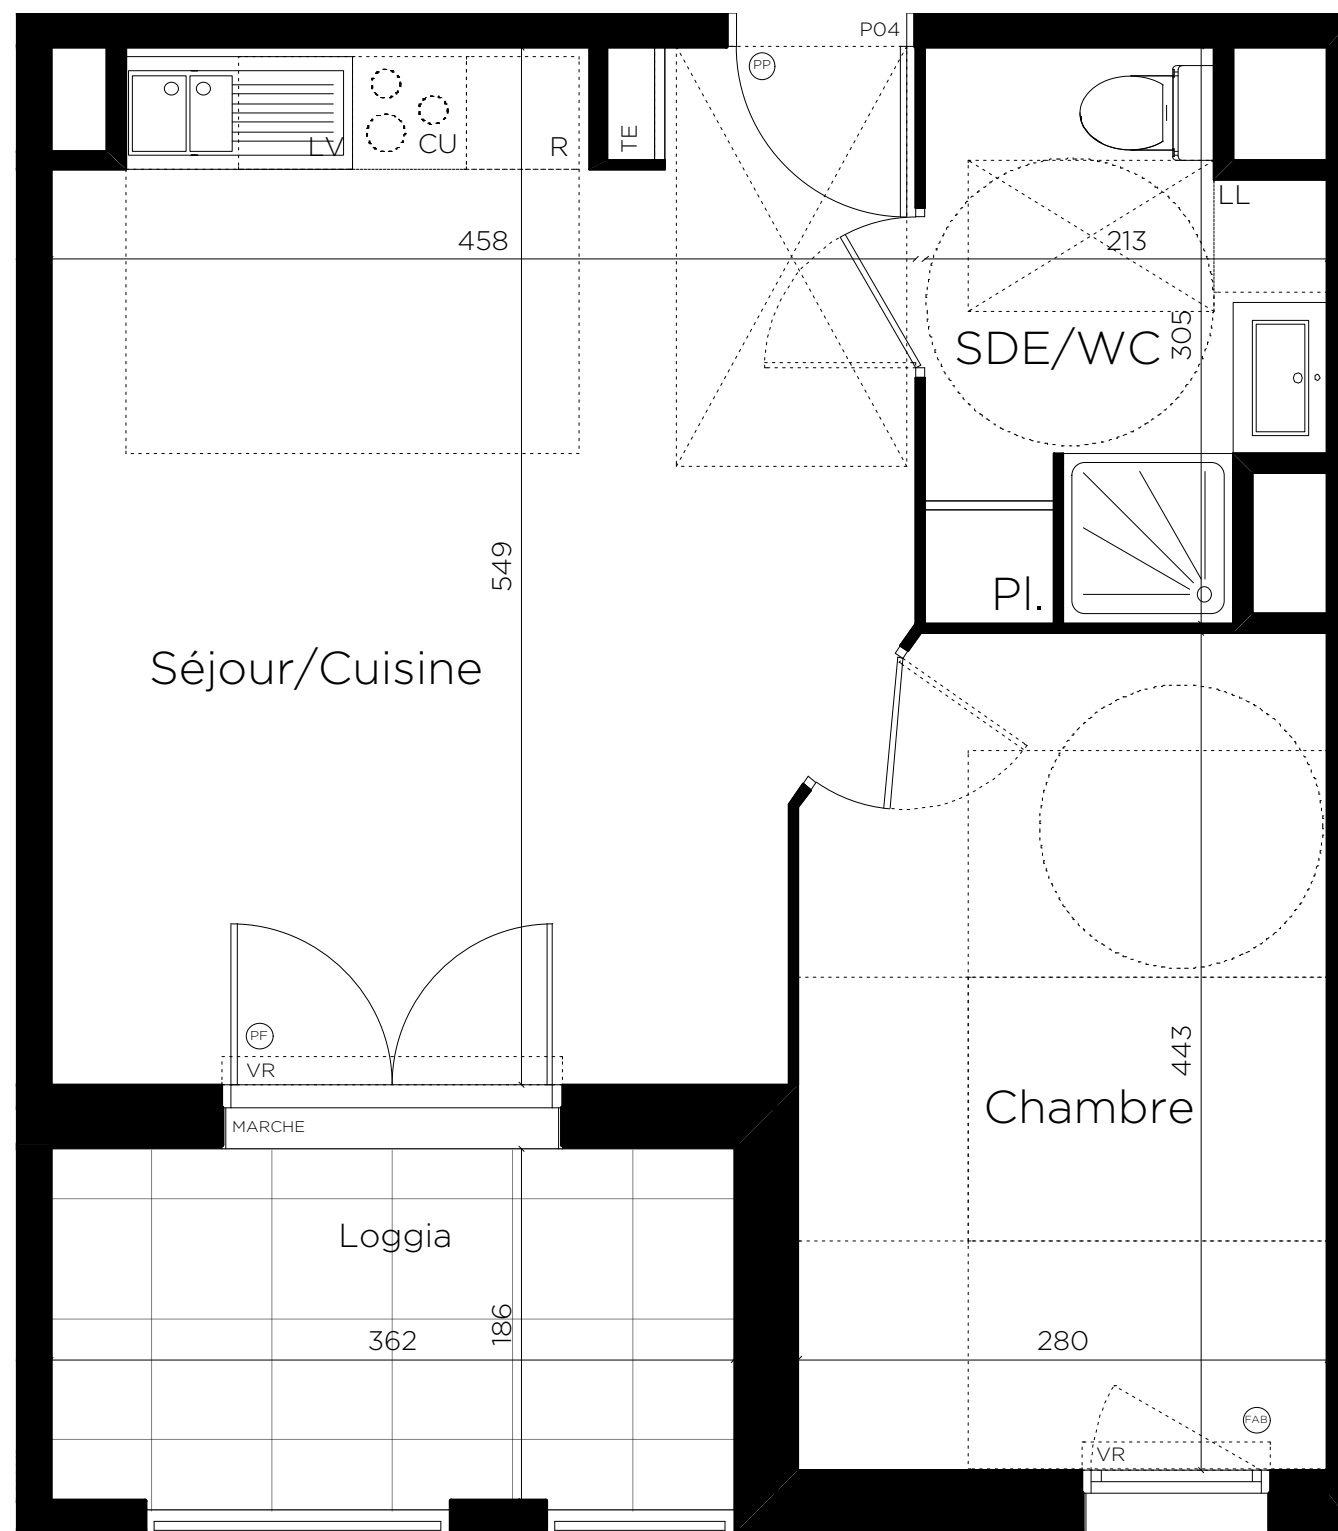 P04
PP
TE
LV
CU
R
LL
458
213
SDE/WC
305
549
Pl.
Séjour/Cuisine
PF
VR
443
MARCHE
Chambre
Loggia
186
362
280
FAB
VR